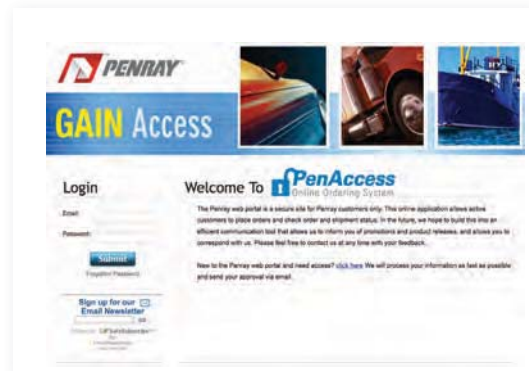 PENRAY
GAIN Access
Login
Email:
Password:
Submit
Forgotten Password
Sign up for our
Email Newsletter
GO
Welcome To PenAccess
Online Ordering System
The Penray web portal is a secure site for Penray customers only. This online application allows active
customers to place orders and check order and shipment status. In the future, we hope to build this into an
efficient communication tool that allows us to inform you of promotions and product releases, and allows you to
correspond with us. Please feel free to contact us at any time with your feedback.
New to the Penray web portal and need access? click here We will process your information as fast as possible
and send your approval via email.